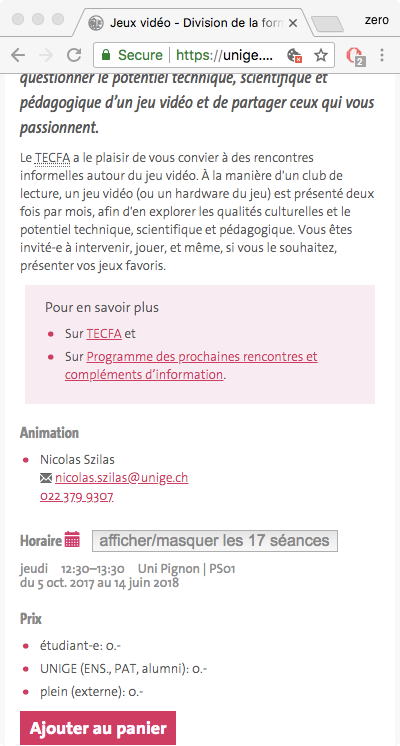 Jeux vidéo - Division de la form
zero
Secure https://unige....
2
questionner le potentiel technique, scientifique et
pédagogique d'un jeu vidéo et de partager ceux qui vous
passionnent.
Le TECFA a le plaisir de vous convier à des rencontres
informelles autour du jeu vidéo. À la manière d'un club de
lecture, un jeu vidéo (ou un hardware du jeu) est présenté deux
fois par mois, afin d'en explorer les qualités culturelles et le
potentiel technique, scientifique et pédagogique. Vous êtes
invité-e à intervenir, jouer, et même, si vous le souhaitez,
présenter vos jeux favoris.
Pour en savoir plus
Sur TECFA et
Sur Programme des prochaines rencontres et
compléments d'information.
Animation
Nicolas Szilas
nicolas.szilas@unige.ch
022 379 9307
Horaire afficher/masquer les 17 séances
jeudi 12:30–13:30 Uni Pignon | PS01
du 5 oct. 2017 au 14 juin 2018
Prix
étudiant-e: 0.-
UNIGE (ENS., PAT, alumni): 0.-
plein (externe): 0.-
Ajouter au panier